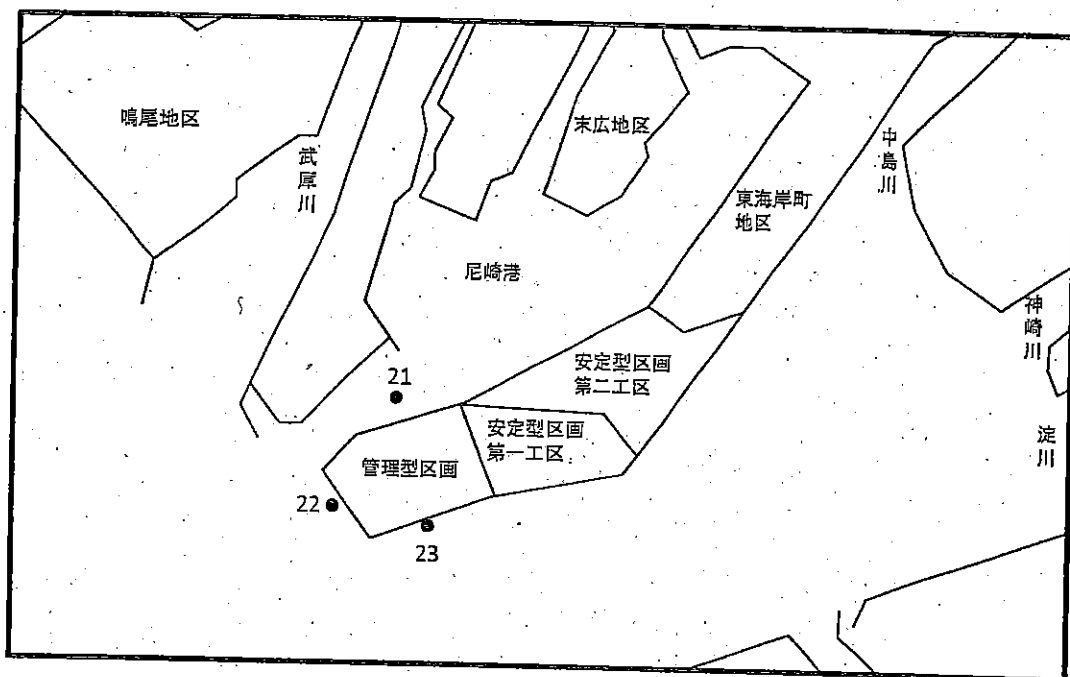 鳴尾地区
武庫川
末広地区
中島川
東海岸町
地区
尼崎港
神崎川
安定型区画
第二工区
21
安定型区画
第一工区
淀川
管理型区画
22
23